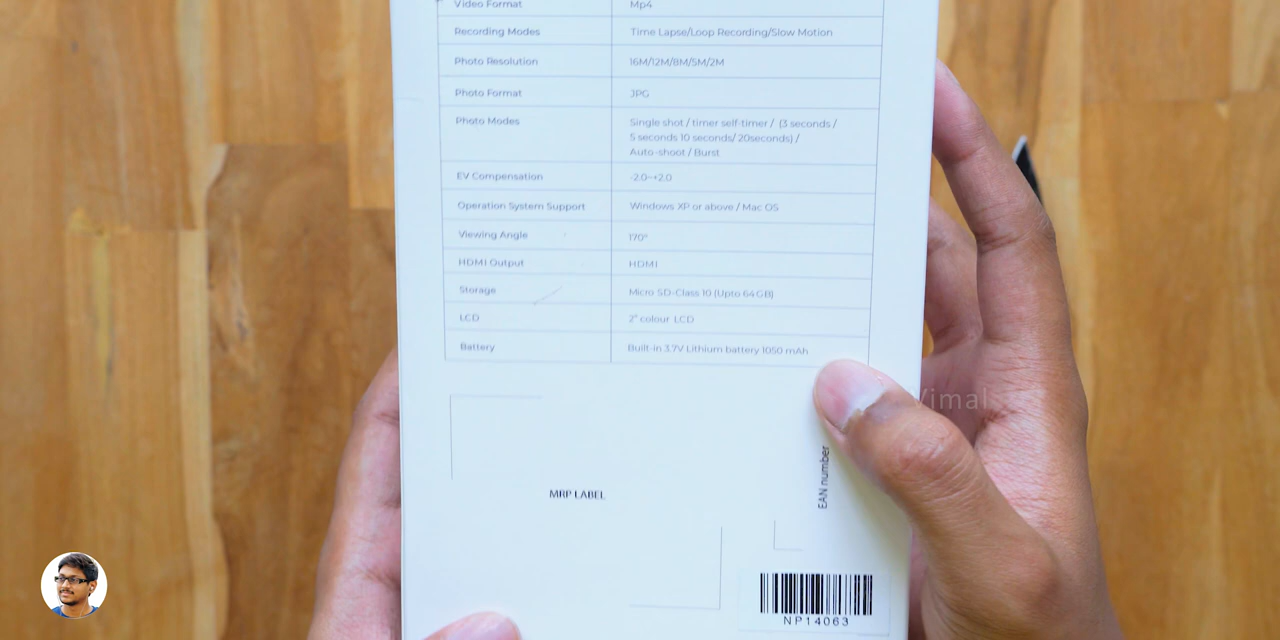 Video Format Mp4
Recording Modes Time Lapse/Loop Recording/Slow Motion
Photo Resolution 16M/12M/8M/5M/2M
Photo Format JPG
Photo Modes Single shot / timer self-timer / (3 seconds /
5 seconds 10 seconds/ 20seconds) /
Auto-shoot / Burst
EV Compensation -2.0~+2.0
Operation System Support Windows XP or above / Mac OS
Viewing Angle 170°
HDMI Output HDMI
Storage Micro SD-Class 10 (Upto 64GB)
LCD 2" colour LCD
Battery Built-in 3.7V Lithium battery 1050 mAh
Vimal
EAN number
MRP LABEL
NP14063